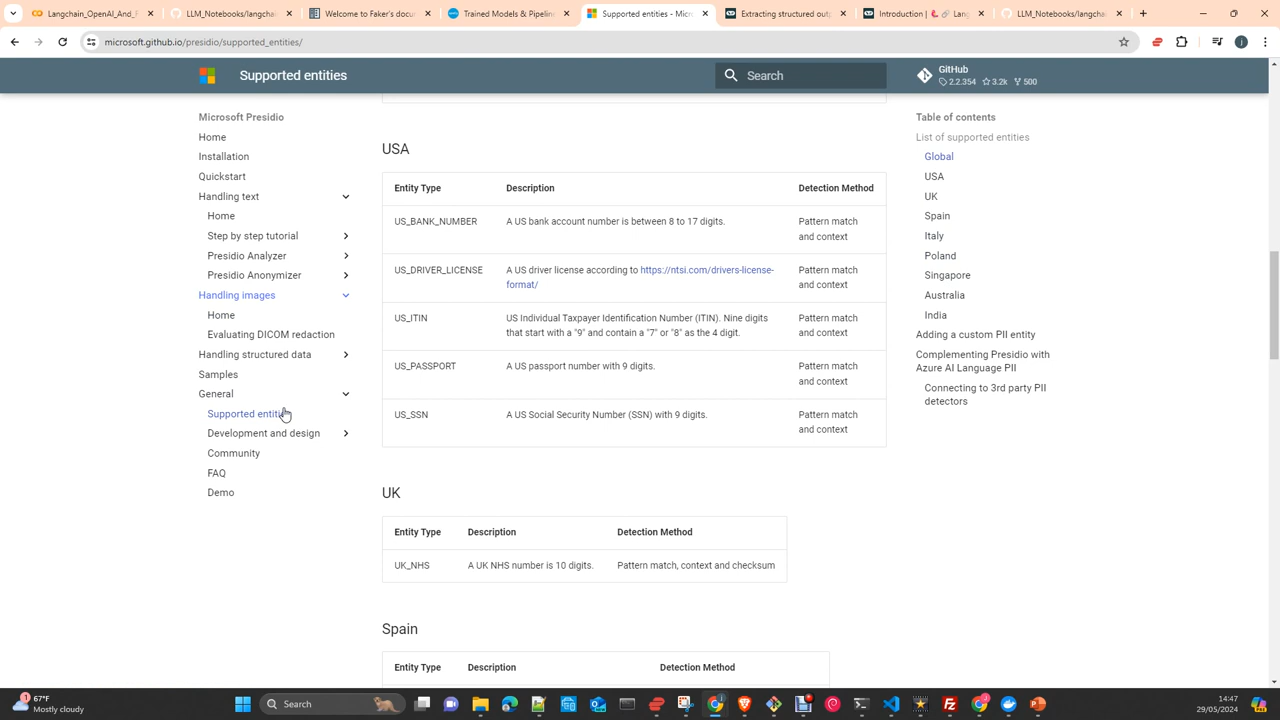 Langchain_OpenAI_And_F
LLM_Notebooks/langchai
Welcome to Faker's docu
Trained Models & Pipelin
Supported entities - Micr
Extracting structured outp
Introduction | 🦜️🔗 Lang
LLM_Notebooks/langchai
microsoft.github.io/presidio/supported_entities/
Supported entities
Search
GitHub
2.2.354 3.2k 500
Microsoft Presidio
Home
Installation
Quickstart
Handling text
Home
Step by step tutorial
Presidio Analyzer
Presidio Anonymizer
Handling images
Home
Evaluating DICOM redaction
Handling structured data
Samples
General
Supported entiti
Development and design
Community
FAQ
Demo
USA
Entity Type Description Detection Method
US_BANK_NUMBER A US bank account number is between 8 to 17 digits. Pattern match
and context
US_DRIVER_LICENSE A US driver license according to https://ntsi.com/drivers-license- Pattern match
format/ and context
US_ITIN US Individual Taxpayer Identification Number (ITIN). Nine digits Pattern match
that start with a "9" and contain a "7" or "8" as the 4 digit. and context
US_PASSPORT A US passport number with 9 digits. Pattern match
and context
US_SSN A US Social Security Number (SSN) with 9 digits. Pattern match
and context
UK
Entity Type Description Detection Method
UK_NHS A UK NHS number is 10 digits. Pattern match, context and checksum
Spain
Entity Type Description Detection Method
Table of contents
List of supported entities
Global
USA
UK
Spain
Italy
Poland
Singapore
Australia
India
Adding a custom PII entity
Complementing Presidio with
Azure AI Language PII
Connecting to 3rd party PII
detectors
67°F
Mostly cloudy
Search
14:47
29/05/2024